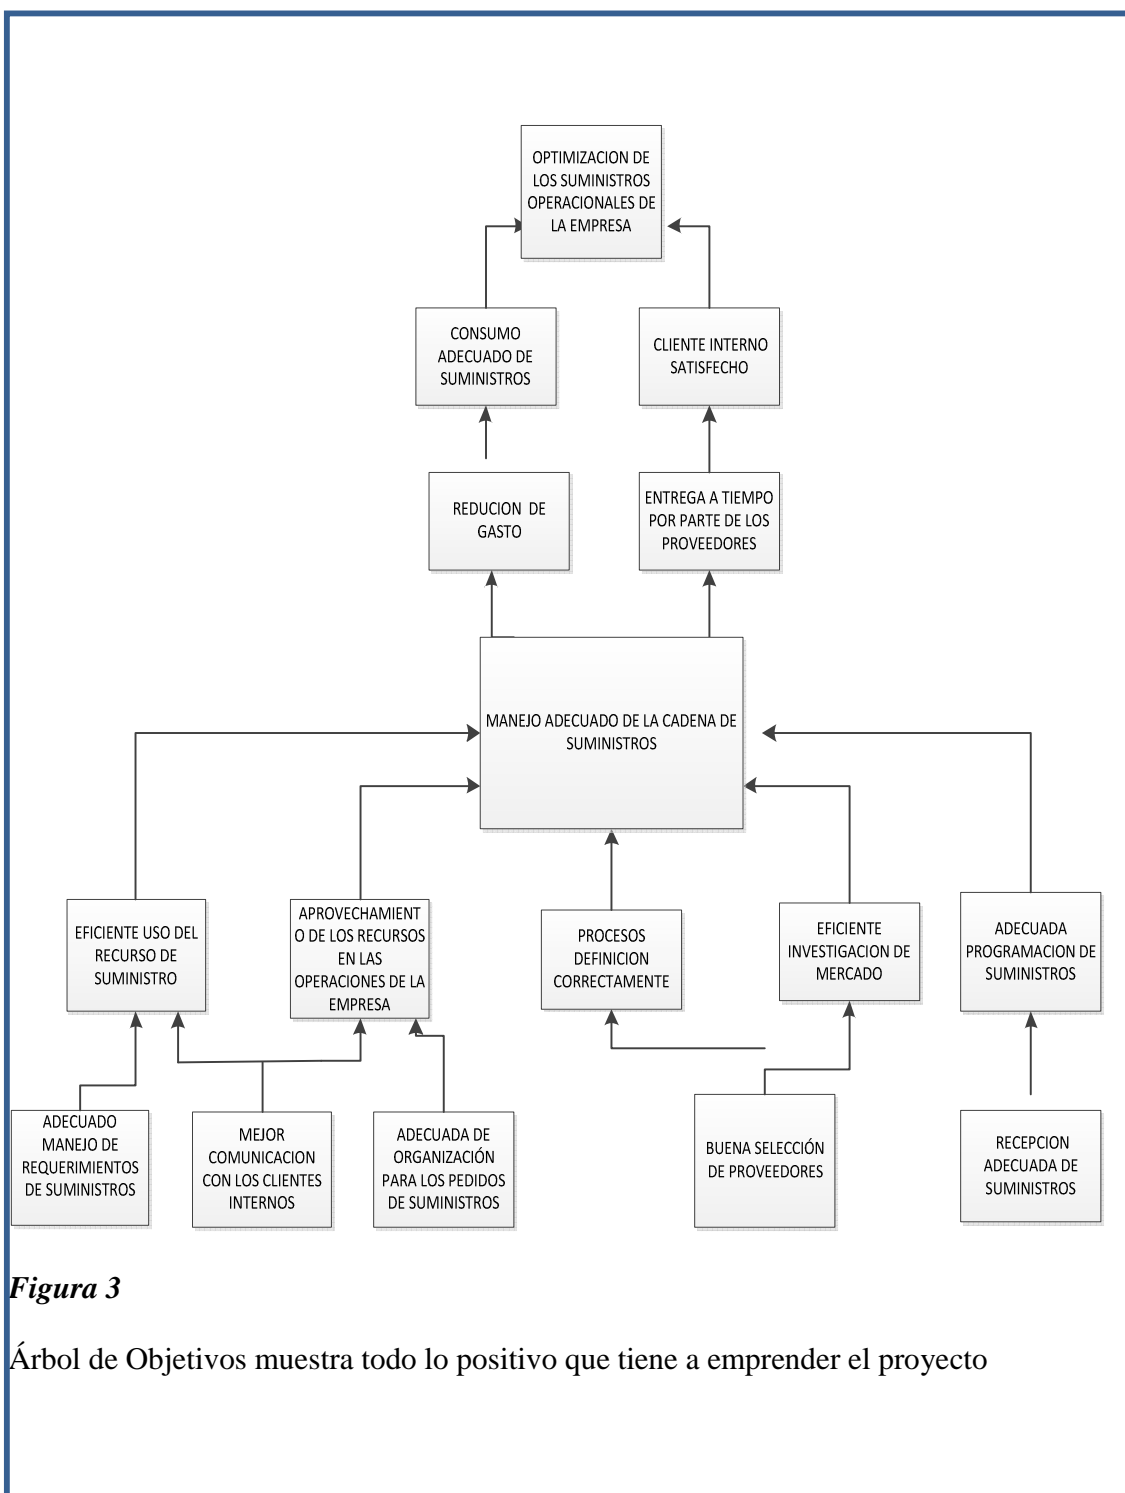 OPTIMIZACION DE
LOS SUMINISTROS
OPERACIONALES DE
LA EMPRESA
CONSUMO
ADECUADO DE
SUMINISTROS
CLIENTE INTERNO
SATISFECHO
REDUCION DE
GASTO
ENTREGA A TIEMPO
POR PARTE DE LOS
PROVEEDORES
MANEJO ADECUADO DE LA CADENA DE
SUMINISTROS
EFICIENTE USO DEL
RECURSO DE
SUMINISTRO
APROVECHAMIENT
O DE LOS RECURSOS
EN LAS
OPERACIONES DE LA
EMPRESA
PROCESOS
DEFINICION
CORRECTAMENTE
EFICIENTE
INVESTIGACION DE
MERCADO
ADECUADA
PROGRAMACION DE
SUMINISTROS
ADECUADO
MANEJO DE
REQUERIMIENTOS
DE SUMINISTROS
MEJOR
COMUNICACION
CON LOS CLIENTES
INTERNOS
ADECUADA DE
ORGANIZACIÓN
PARA LOS PEDIDOS
DE SUMINISTROS
BUENA SELECCIÓN
DE PROVEEDORES
RECEPCION
ADECUADA DE
SUMINISTROS
Figura 3
Árbol de Objetivos muestra todo lo positivo que tiene a emprender el proyecto